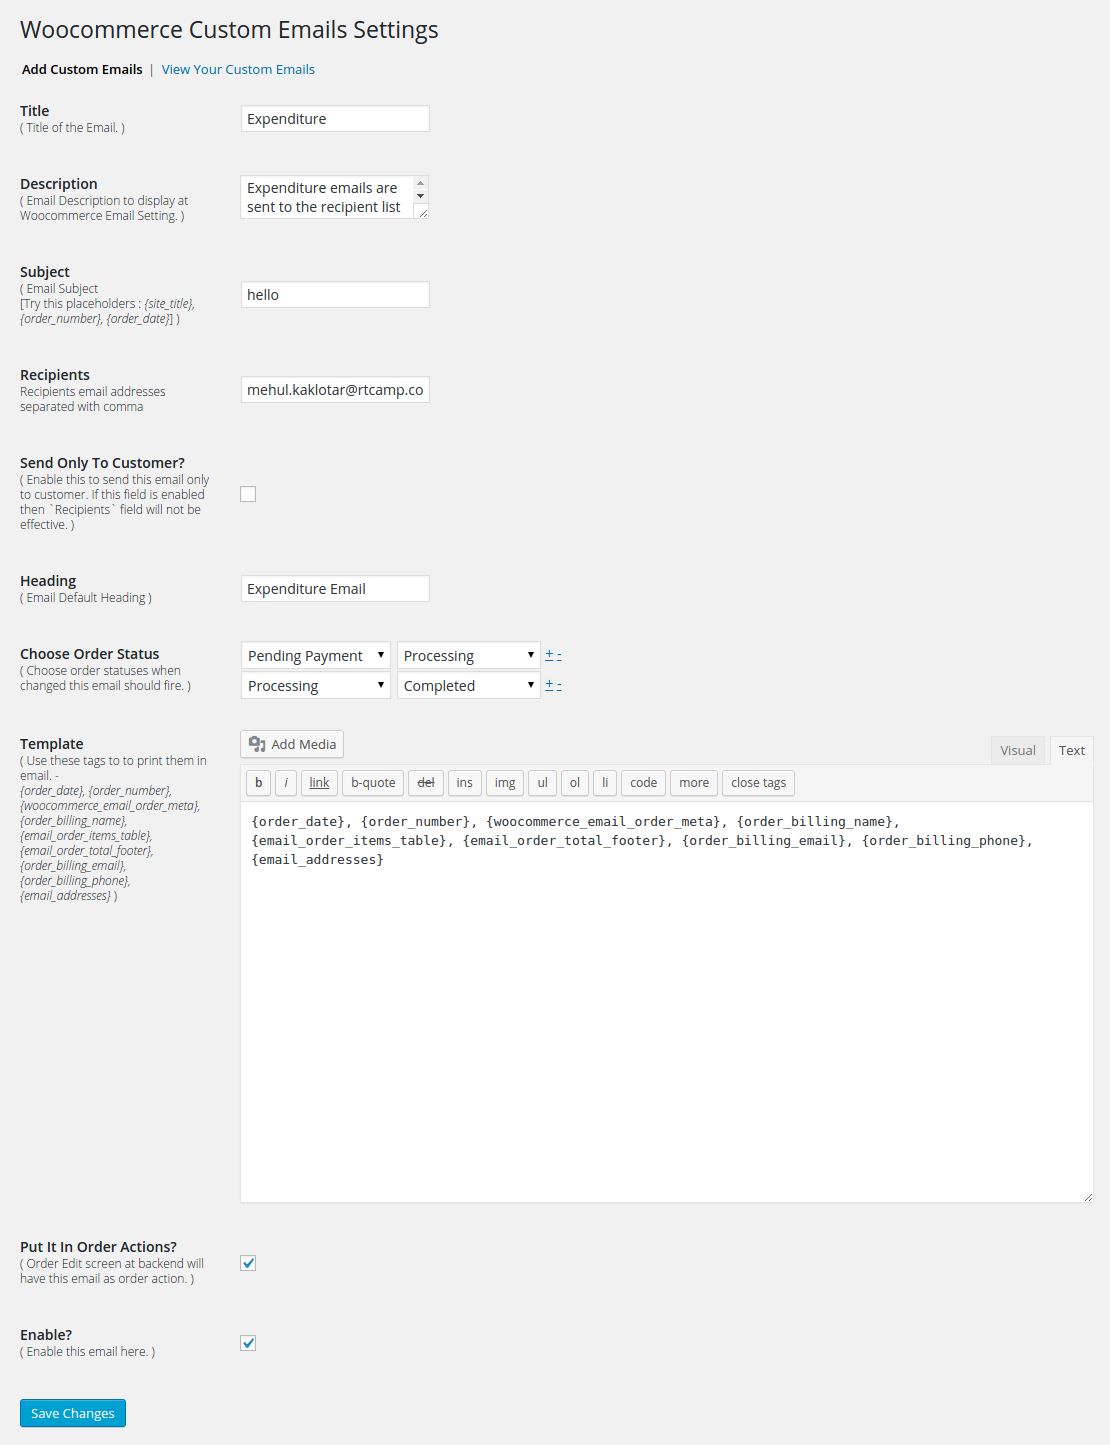 Woocommerce Custom Emails Settings
Add Custom Emails | View Your Custom Emails
Title
( Title of the Email. )
Expenditure
Description
( Email Description to display at
Woocommerce Email Setting. )
Expenditure emails are
sent to the recipient list
Subject
( Email Subject
[Try this placeholders : {site_title},
{order_number}, {order_date}] )
hello
Recipients
Recipients email addresses
separated with comma
mehul.kaklotar@rtcamp.co
Send Only To Customer?
( Enable this to send this email only
to customer. If this field is enabled
then `Recipients` field will not be
effective. )
Heading
( Email Default Heading )
Expenditure Email
Choose Order Status
( Choose order statuses when
changed this email should fire. )
Pending Payment Processing + -
Processing Completed + -
Template
( Use these tags to to print them in
email. -
{order_date}, {order_number},
{woocommerce_email_order_meta},
{order_billing_name},
{email_order_items_table},
{email_order_total_footer},
{order_billing_email},
{order_billing_phone},
{email_addresses} )
Add Media
Visual Text
b i link b-quote del ins img ul ol li code more close tags
{order_date}, {order_number}, {woocommerce_email_order_meta}, {order_billing_name},
{email_order_items_table}, {email_order_total_footer}, {order_billing_email}, {order_billing_phone},
{email_addresses}
Put It In Order Actions?
( Order Edit screen at backend will
have this email as order action. )
Enable?
( Enable this email here. )
Save Changes